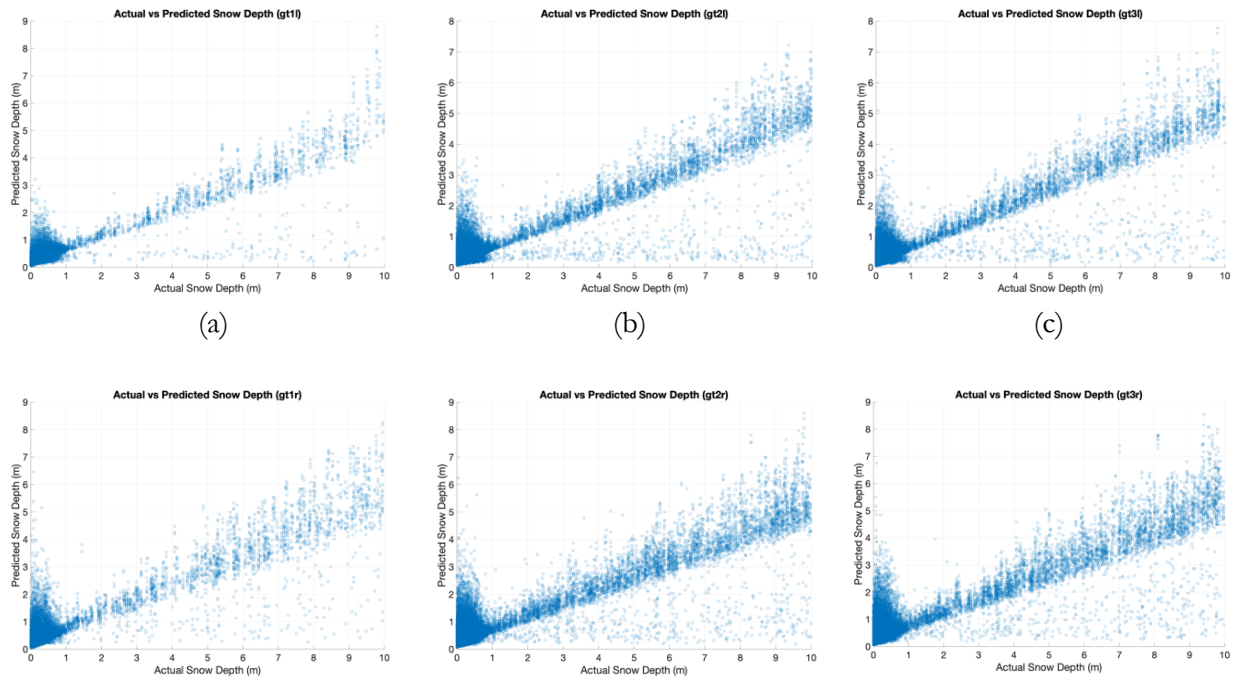 Actual vs Predicted Snow Depth (gt1l)
9
8
7
6
5
4
3
2
1
0
Predicted Snow Depth (m)
0 1 2 3 4 5 6 7 8 9 10
Actual Snow Depth (m)
(a)
Actual vs Predicted Snow Depth (gt2l)
8
7
6
5
4
3
2
1
0
Predicted Snow Depth (m)
0 1 2 3 4 5 6 7 8 9 10
Actual Snow Depth (m)
(b)
Actual vs Predicted Snow Depth (gt3l)
8
7
6
5
4
3
2
1
0
Predicted Snow Depth (m)
0 1 2 3 4 5 6 7 8 9 10
Actual Snow Depth (m)
(c)
Actual vs Predicted Snow Depth (gt1r)
9
8
7
6
5
4
3
2
1
0
Predicted Snow Depth (m)
0 1 2 3 4 5 6 7 8 9 10
Actual Snow Depth (m)
Actual vs Predicted Snow Depth (gt2r)
9
8
7
6
5
4
3
2
1
0
Predicted Snow Depth (m)
0 1 2 3 4 5 6 7 8 9 10
Actual Snow Depth (m)
Actual vs Predicted Snow Depth (gt3r)
9
8
7
6
5
4
3
2
1
0
Predicted Snow Depth (m)
0 1 2 3 4 5 6 7 8 9 10
Actual Snow Depth (m)